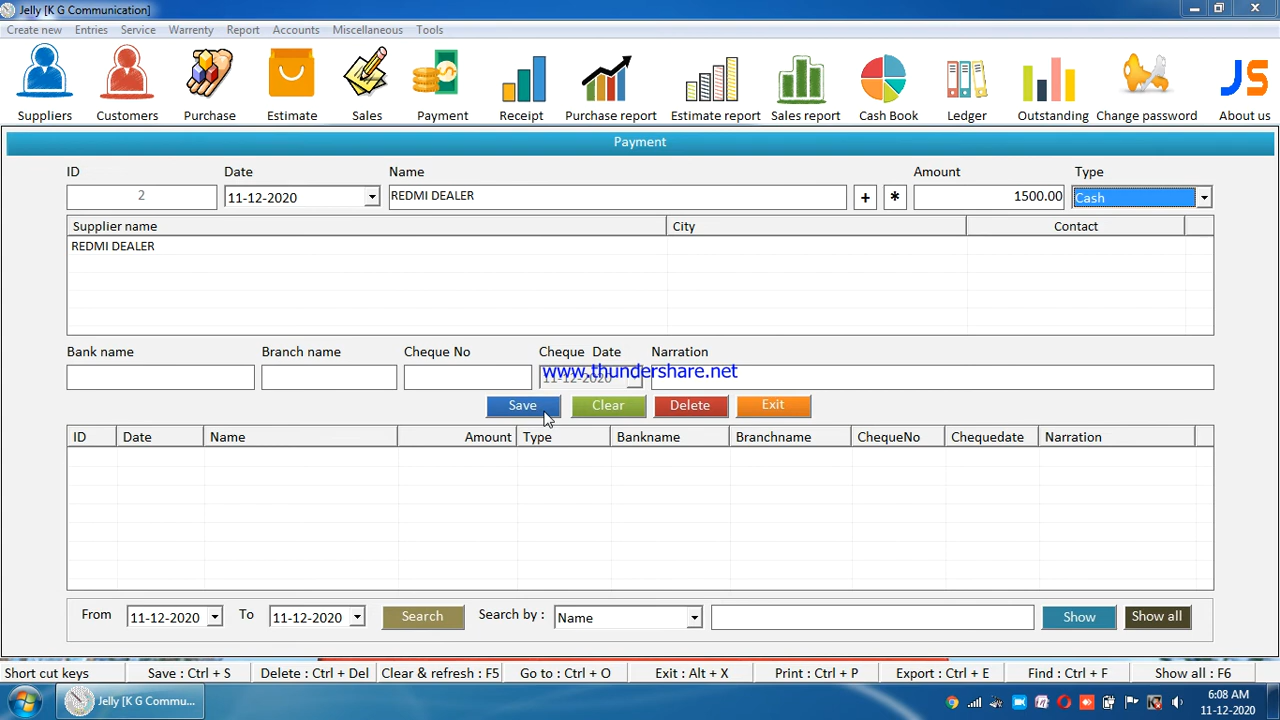 Jelly [K G Communication]
Create new Entries Service Warrenty Report Accounts Miscellaneous Tools
Suppliers Customers Purchase Estimate Sales Payment Receipt Purchase report Estimate report Sales report Cash Book Ledger Outstanding Change password About us
Payment
ID Date Name Amount Type
2 11-12-2020 REDMI DEALER + * 1500.00 Cash
Supplier name City Contact
REDMI DEALER
Bank name Branch name Cheque No Cheque Date Narration
www.thundershare.net
11-12-2020
Save Clear Delete Exit
ID Date Name Amount Type Bankname Branchname ChequeNo Chequedate Narration
From 11-12-2020 To 11-12-2020 Search Search by : Name Show Show all
Short cut keys Save : Ctrl + S Delete : Ctrl + Del Clear & refresh : F5 Go to : Ctrl + O Exit : Alt + X Print : Ctrl + P Export : Ctrl + E Find : Ctrl + F Show all : F6
Jelly [K G Commu... 6:08 AM
11-12-2020